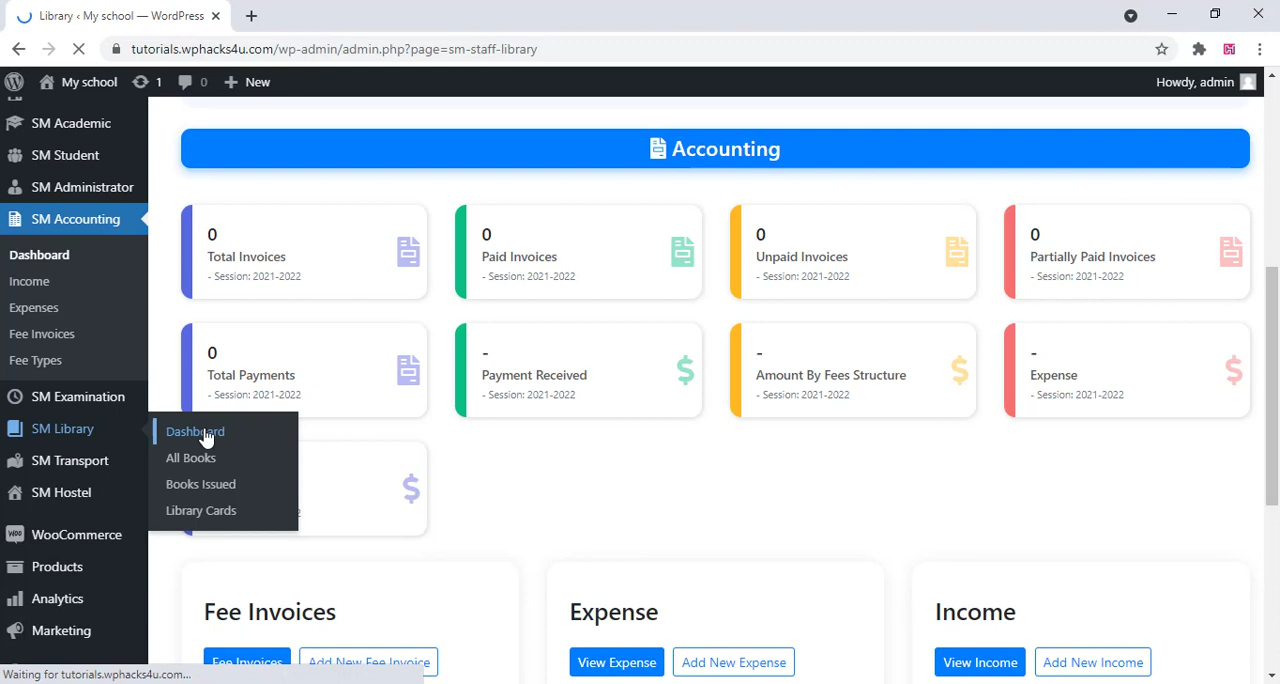 Library ‹ My school — WordPress
tutorials.wphacks4u.com/wp-admin/admin.php?page=sm-staff-library
My school
1
0
New
Howdy, admin
SM Academic
SM Student
SM Administrator
SM Accounting
Dashboard
Income
Expenses
Fee Invoices
Fee Types
SM Examination
SM Library
SM Transport
SM Hostel
WooCommerce
Products
Analytics
Marketing
Dashboard
All Books
Books Issued
Library Cards
Accounting
0
Total Invoices
- Session: 2021-2022
0
Paid Invoices
- Session: 2021-2022
0
Unpaid Invoices
- Session: 2021-2022
0
Partially Paid Invoices
- Session: 2021-2022
0
Total Payments
- Session: 2021-2022
-
Payment Received
- Session: 2021-2022
-
Amount By Fees Structure
- Session: 2021-2022
-
Expense
- Session: 2021-2022
Fee Invoices
Fee Invoices
Add New Fee Invoice
Expense
View Expense
Add New Expense
Income
View Income
Add New Income
Waiting for tutorials.wphacks4u.com...